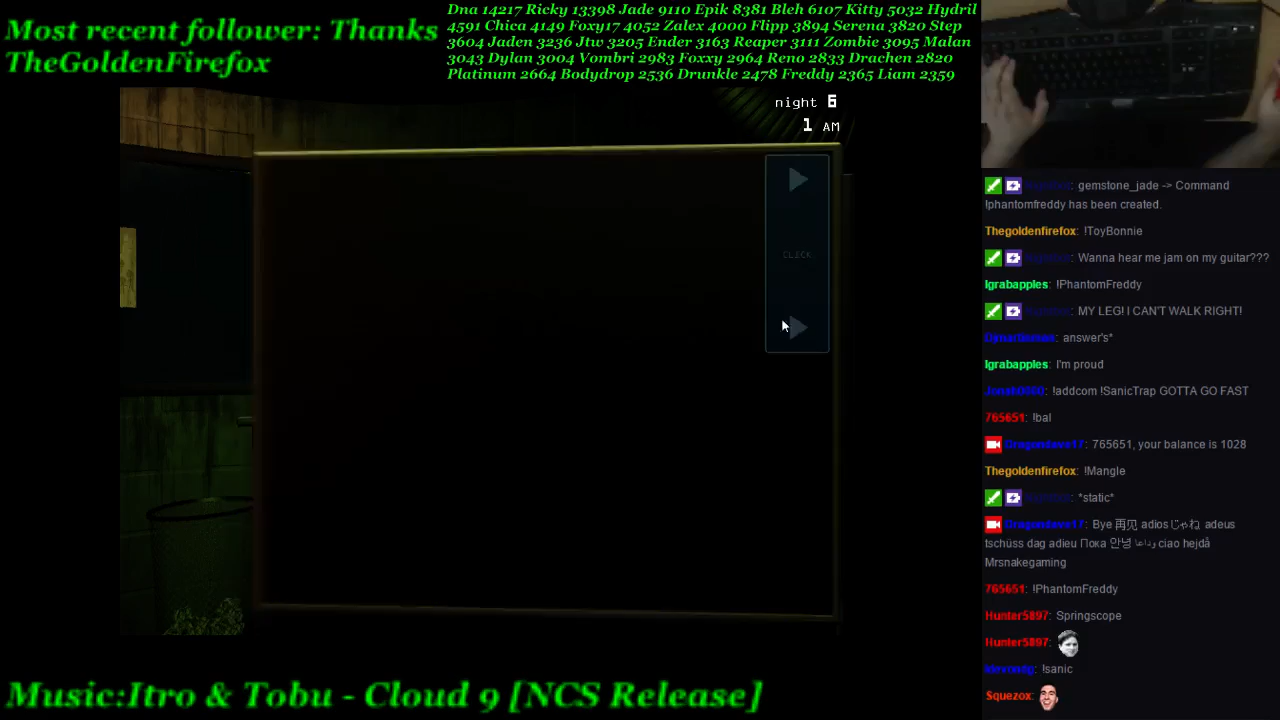 Most recent follower: Thanks
TheGoldenFirefox
Dna 14217 Ricky 13398 Jade 9110 Epik 8381 Bleh 6107 Kitty 5032 Hydril
4591 Chica 4149 Foxy17 4052 Zalex 4000 Flipp 3894 Serena 3820 Step
3604 Jaden 3236 Jtw 3205 Ender 3163 Reaper 3111 Zombie 3095 Malan
3043 Dylan 3004 Vombri 2983 Foxxy 2964 Reno 2833 Drachen 2820
Platinum 2664 Bodydrop 2536 Drunkle 2478 Freddy 2365 Liam 2359
night 6
1 AM
CLICK
: gemstone_jade -> Command
!phantomfreddy has been created.
Thegoldenfirefox: !ToyBonnie
: Wanna hear me jam on my guitar???
Igrabapples: !PhantomFreddy
: MY LEG! I CAN'T WALK RIGHT!
: answer's*
Igrabapples: I'm proud
: !addcom !SanicTrap GOTTA GO FAST
765651: !bal
Dragondave17: 765651, your balance is 1028
Thegoldenfirefox: !Mangle
: *static*
Dragondave17: Bye 再见 adios じゃね adeus
tschüss dag adieu Пока 안녕 وداعا ciao hejdå
Mrsnakegaming
765651: !PhantomFreddy
Hunter5897: Springscope
Hunter5897:
: !sanic
Squezox:
Music:Itro & Tobu - Cloud 9 [NCS Release]